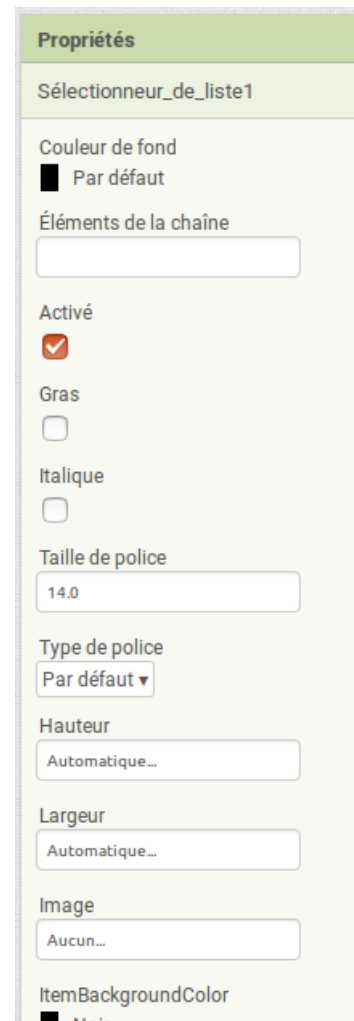 Propriétés
Sélectionneur_de_liste1
Couleur de fond
Par défaut
Éléments de la chaîne
Activé
Gras
Italique
Taille de police
14.0
Type de police
Par défaut ▾
Hauteur
Automatique...
Largeur
Automatique...
Image
Aucun...
ItemBackgroundColor